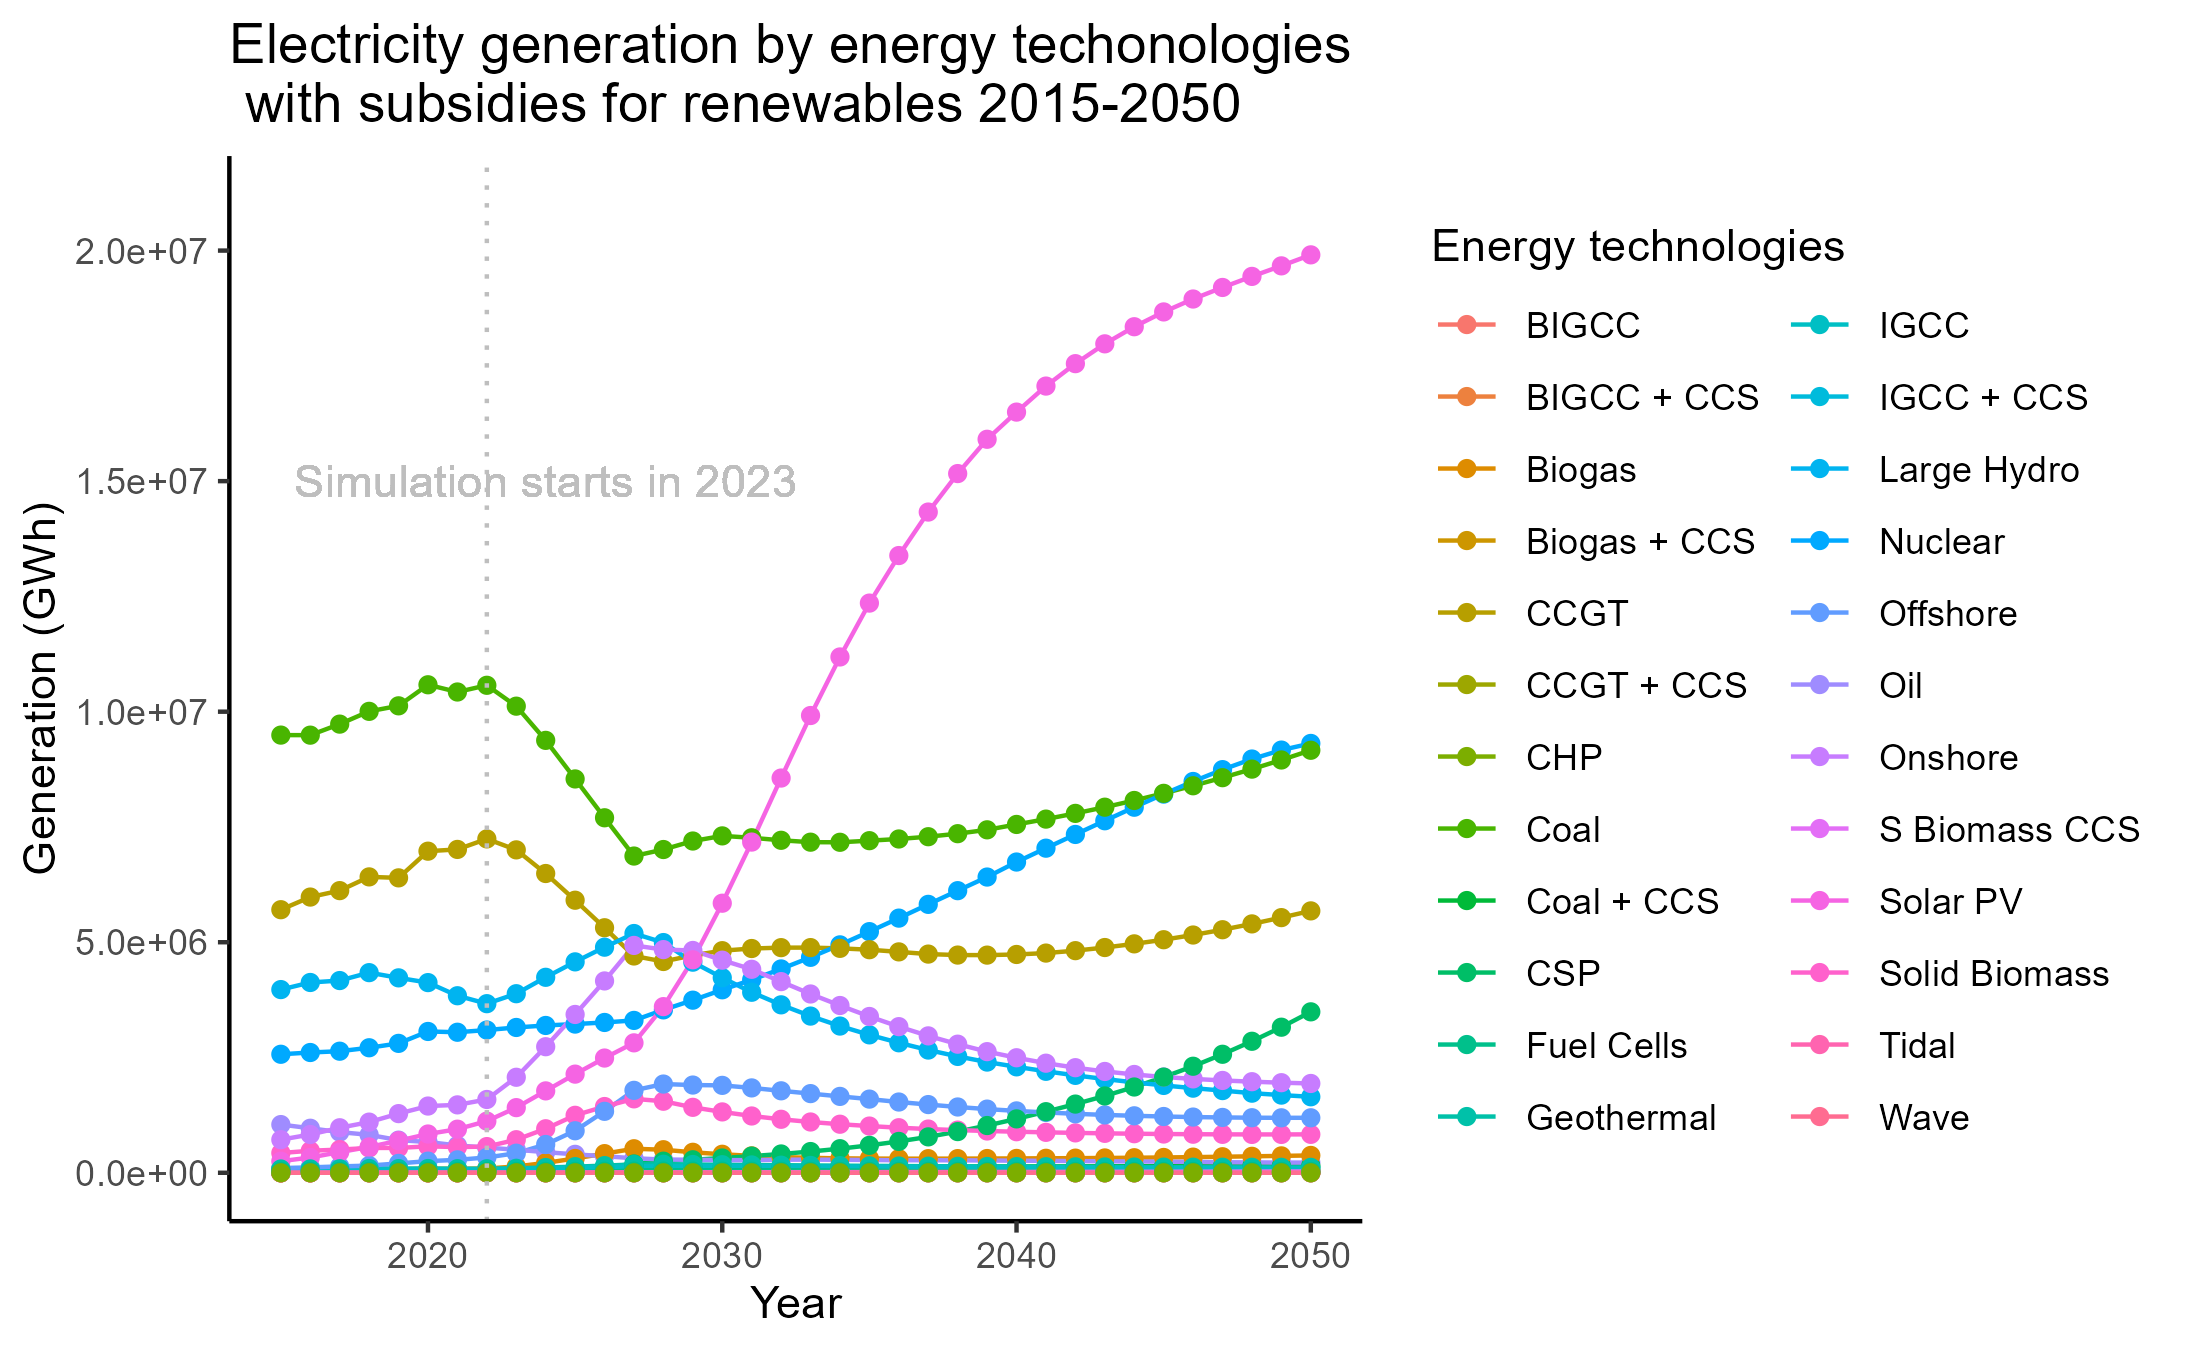 Electricity generation by energy techonologies
with subsidies for renewables 2015-2050
Generation (GWh)
2.0e+07
1.5e+07
1.0e+07
5.0e+06
0.0e+00
Simulation starts in 2023
2020
2030
2040
2050
Year
Energy technologies
BIGCC
BIGCC + CCS
Biogas
Biogas + CCS
CCGT
CCGT + CCS
CHP
Coal
Coal + CCS
CSP
Fuel Cells
Geothermal
IGCC
IGCC + CCS
Large Hydro
Nuclear
Offshore
Oil
Onshore
S Biomass CCS
Solar PV
Solid Biomass
Tidal
Wave